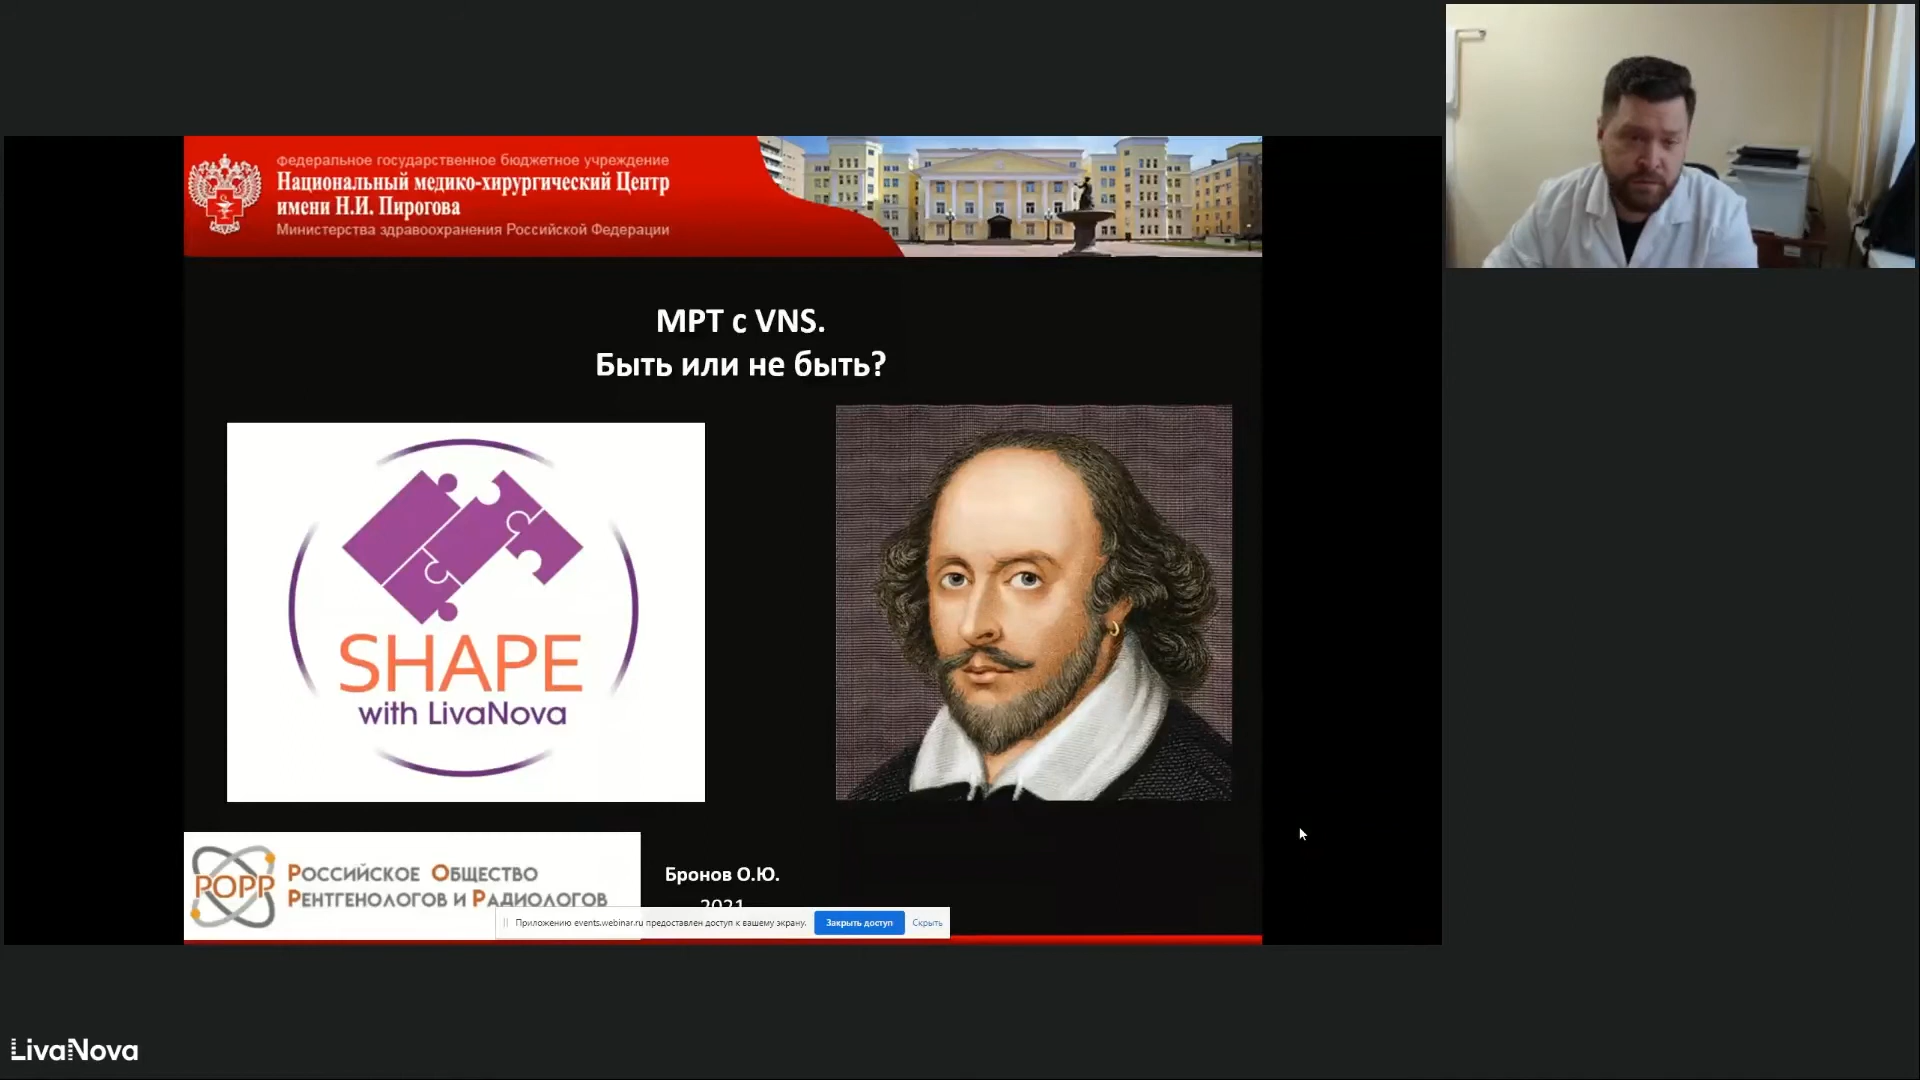 Федеральное государственное бюджетное учреждение
Национальный медико-хирургический Центр
имени Н.И. Пирогова
Министерства здравоохранения Российской Федерации
МРТ с VNS.
Быть или не быть?
SHAPE
with LivaNova
РОРР
Российское Общество
Рентгенологов и Радиологов
Бронов О.Ю.
2021
Приложению events.webinar.ru предоставлен доступ к вашему экрану.
Закрыть доступ
Скрыть
LivaNova